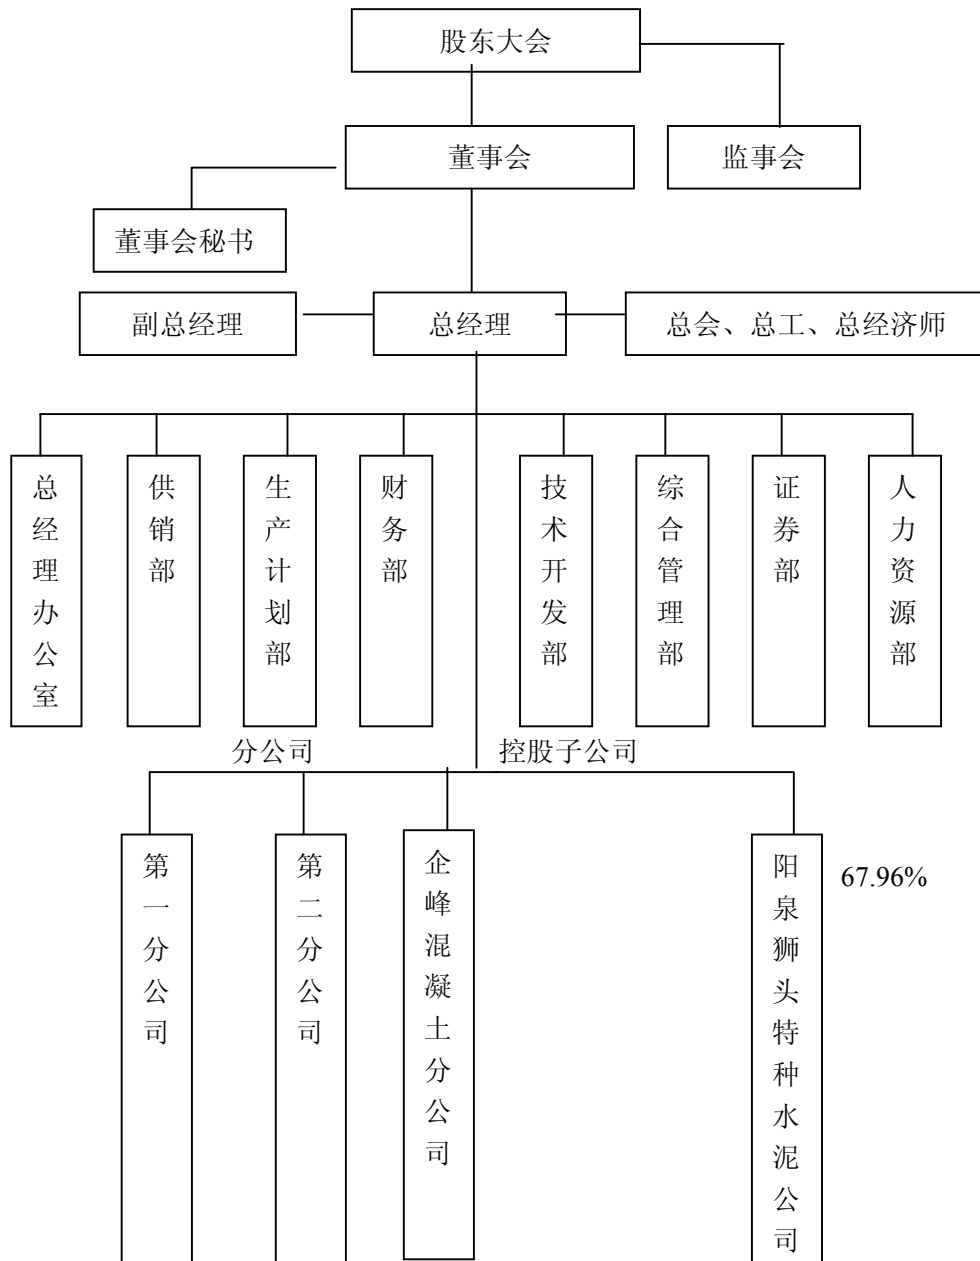 股东大会
董事会
监事会
董事会秘书
副总经理
总经理
总会、总工、总经济师
总经理办公室
供销部
生产计划部
财务部
技术开发部
综合管理部
证券部
人力资源部
分公司
控股子公司
第一分公司
第二分公司
企峰混凝土分公司
阳泉狮头特种水泥公司
67.96%